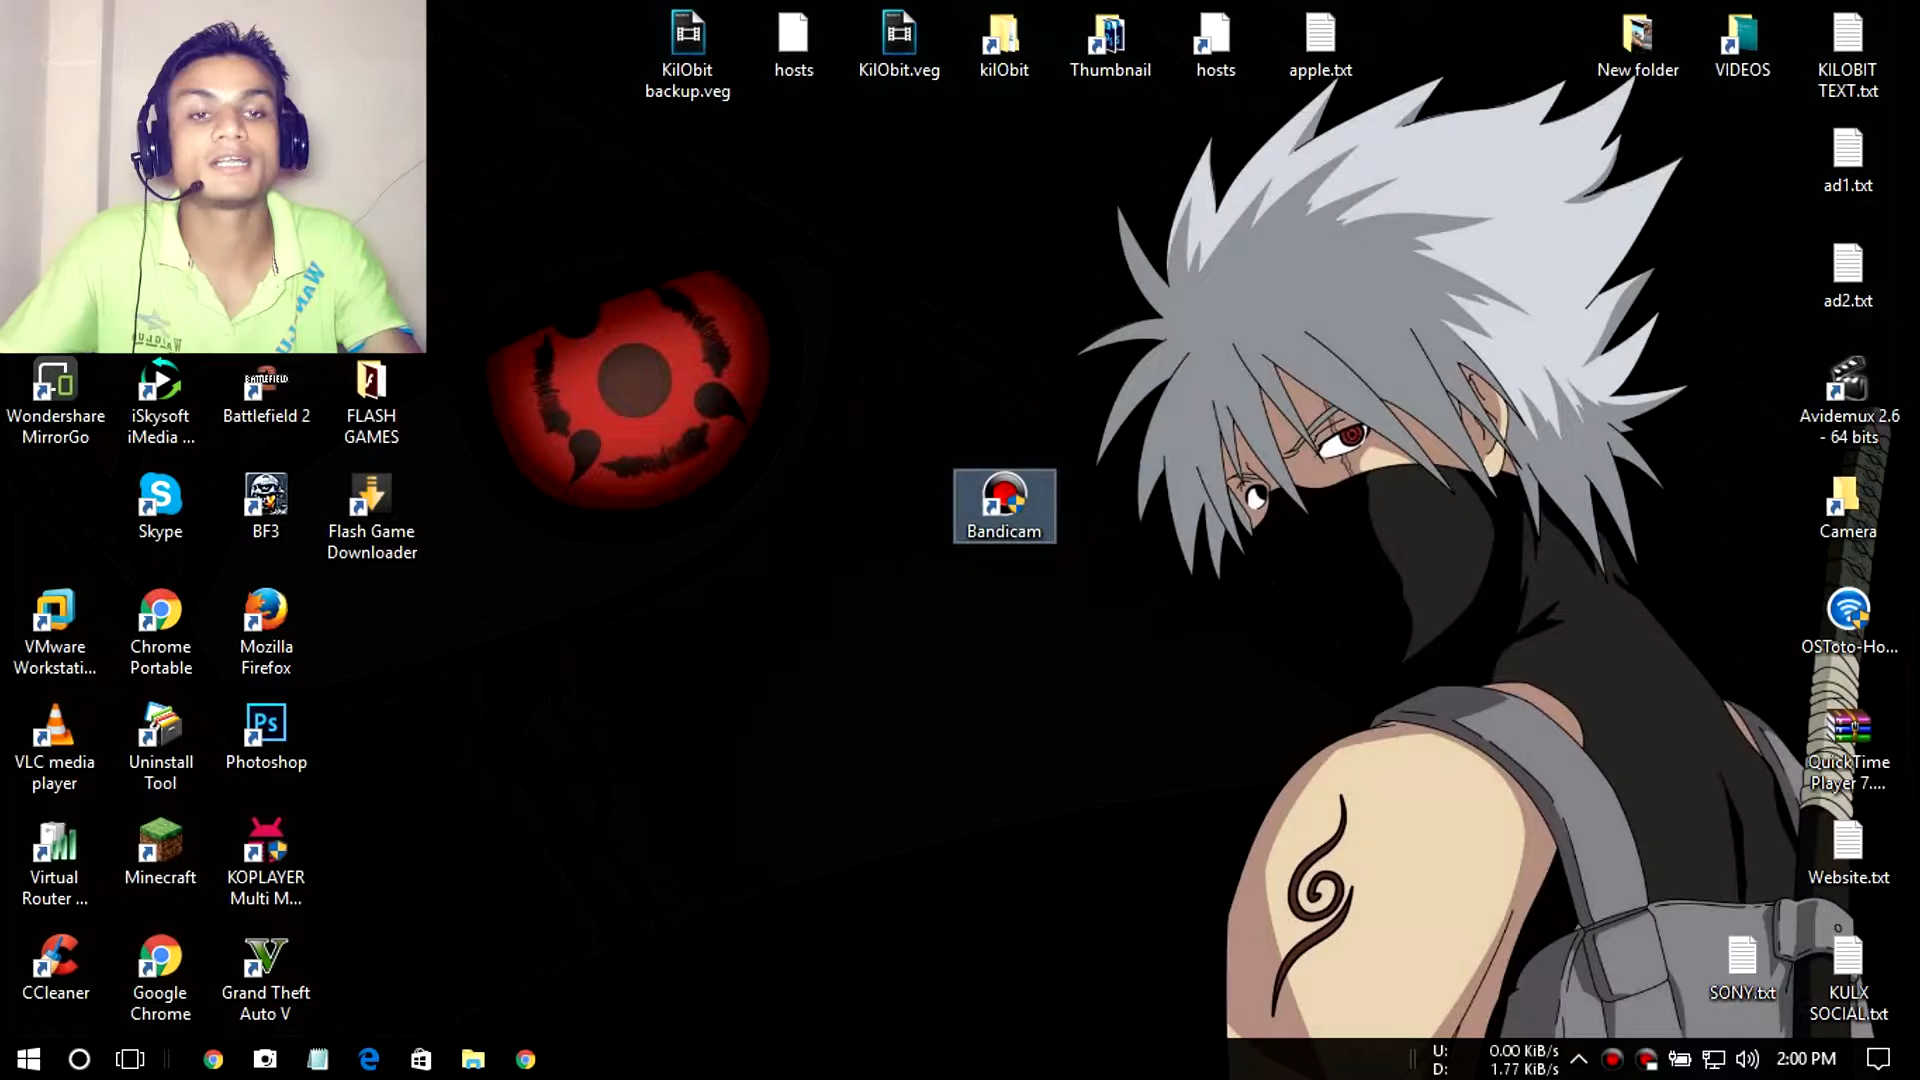 KilObit
backup.veg
hosts
KilObit.veg
kilObit
Thumbnail
hosts
apple.txt
New folder
VIDEOS
KILOBIT
TEXT.txt
ad1.txt
ad2.txt
Wondershare
MirrorGo
iSkysoft
iMedia ...
BATTLEFIELD
Battlefield 2
FLASH
GAMES
Avidemux 2.6
- 64 bits
Skype
BF3
Flash Game
Downloader
Bandicam
Camera
VMware
Workstati...
Chrome
Portable
Mozilla
Firefox
OSToto-Ho...
VLC media
player
Uninstall
Tool
Ps
Photoshop
QuickTime
Player 7....
Virtual
Router ...
Minecraft
KOPLAYER
Multi M...
Website.txt
CCleaner
Google
Chrome
Grand Theft
Auto V
SONY.txt
KULX
SOCIAL.txt
U: 0.00 KiB/s
D: 1.77 KiB/s
2:00 PM